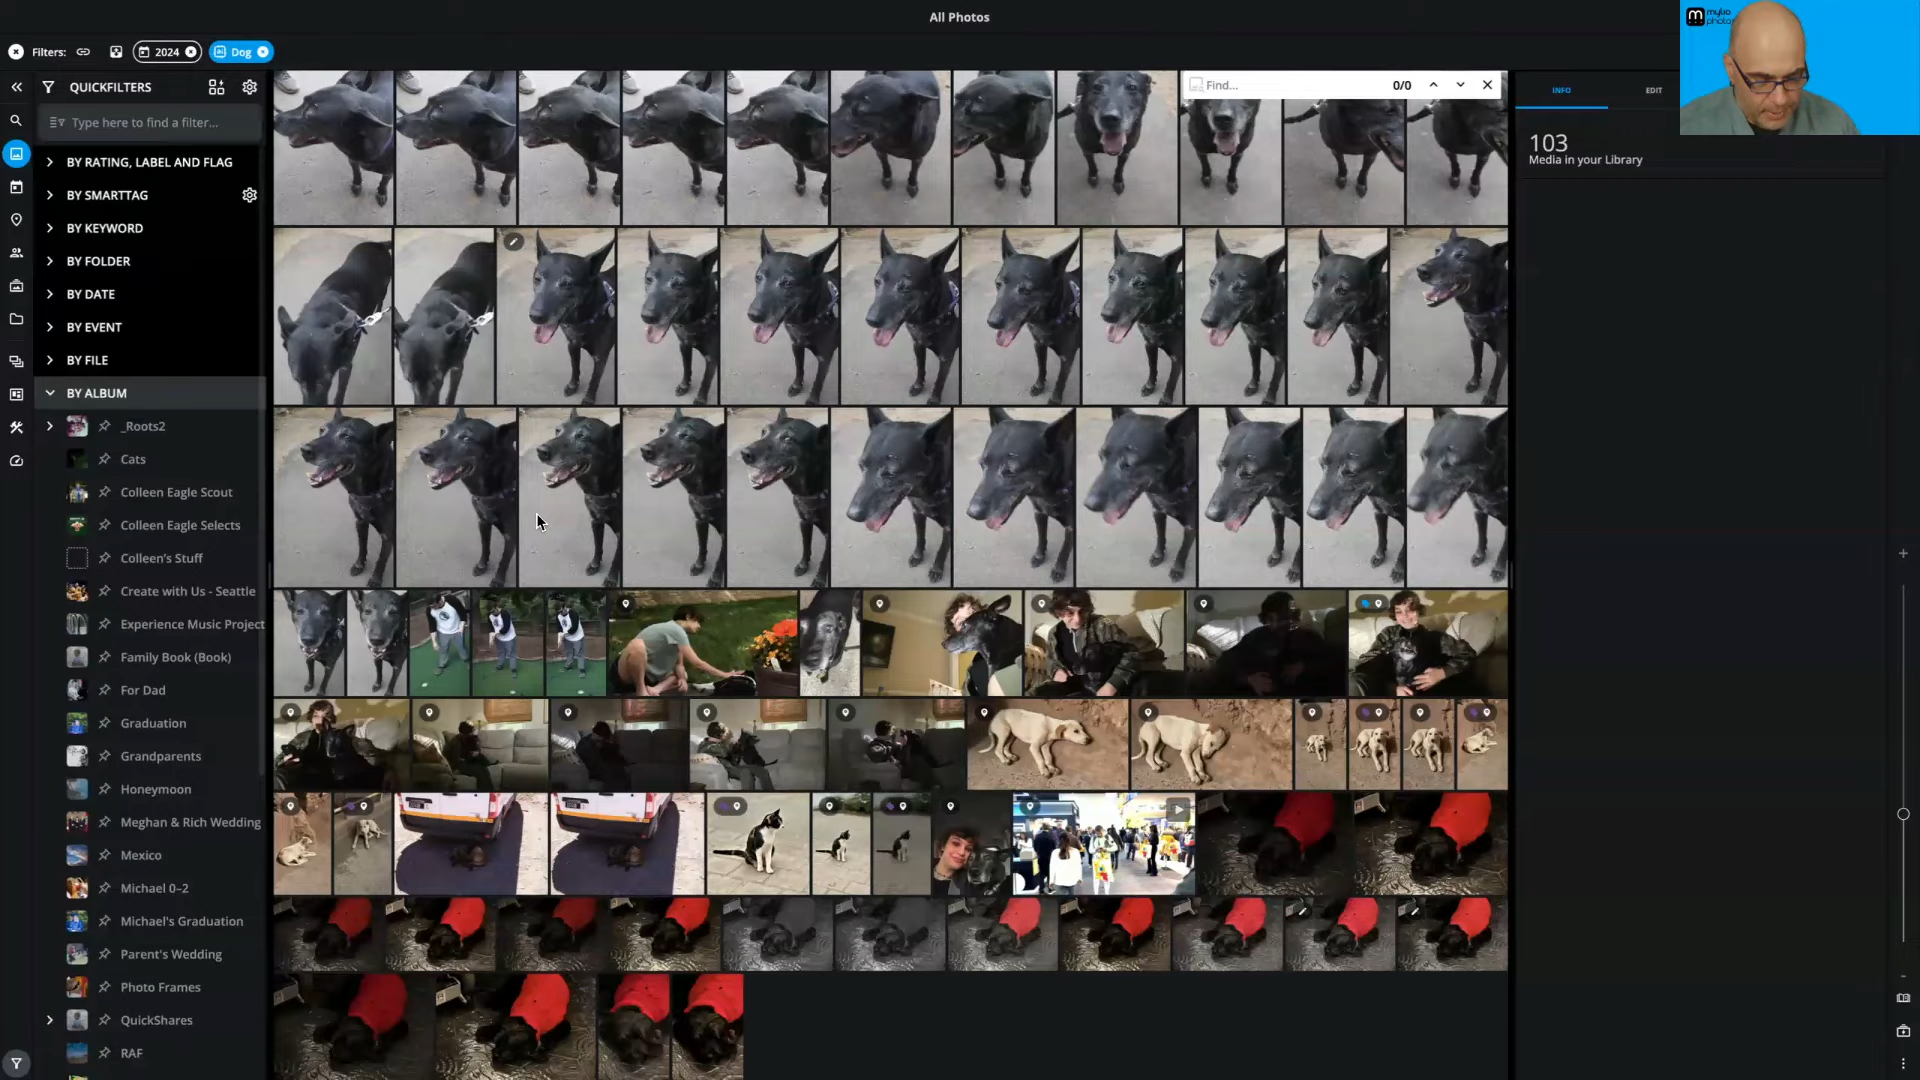 All Photos
mylio
photos
Filters:
2024
Dog
QUICKFILTERS
Find...
0/0
INFO
EDIT
Type here to find a filter...
103
Media in your Library
BY RATING, LABEL AND FLAG
BY SMARTTAG
BY KEYWORD
BY FOLDER
BY DATE
BY EVENT
BY FILE
BY ALBUM
_Roots2
Cats
Colleen Eagle Scout
Colleen Eagle Selects
Colleen's Stuff
Create with Us - Seattle
Experience Music Project
Family Book (Book)
For Dad
Graduation
Grandparents
Honeymoon
Meghan & Rich Wedding
Mexico
Michael 0–2
Michael's Graduation
Parent's Wedding
Photo Frames
QuickShares
RAF